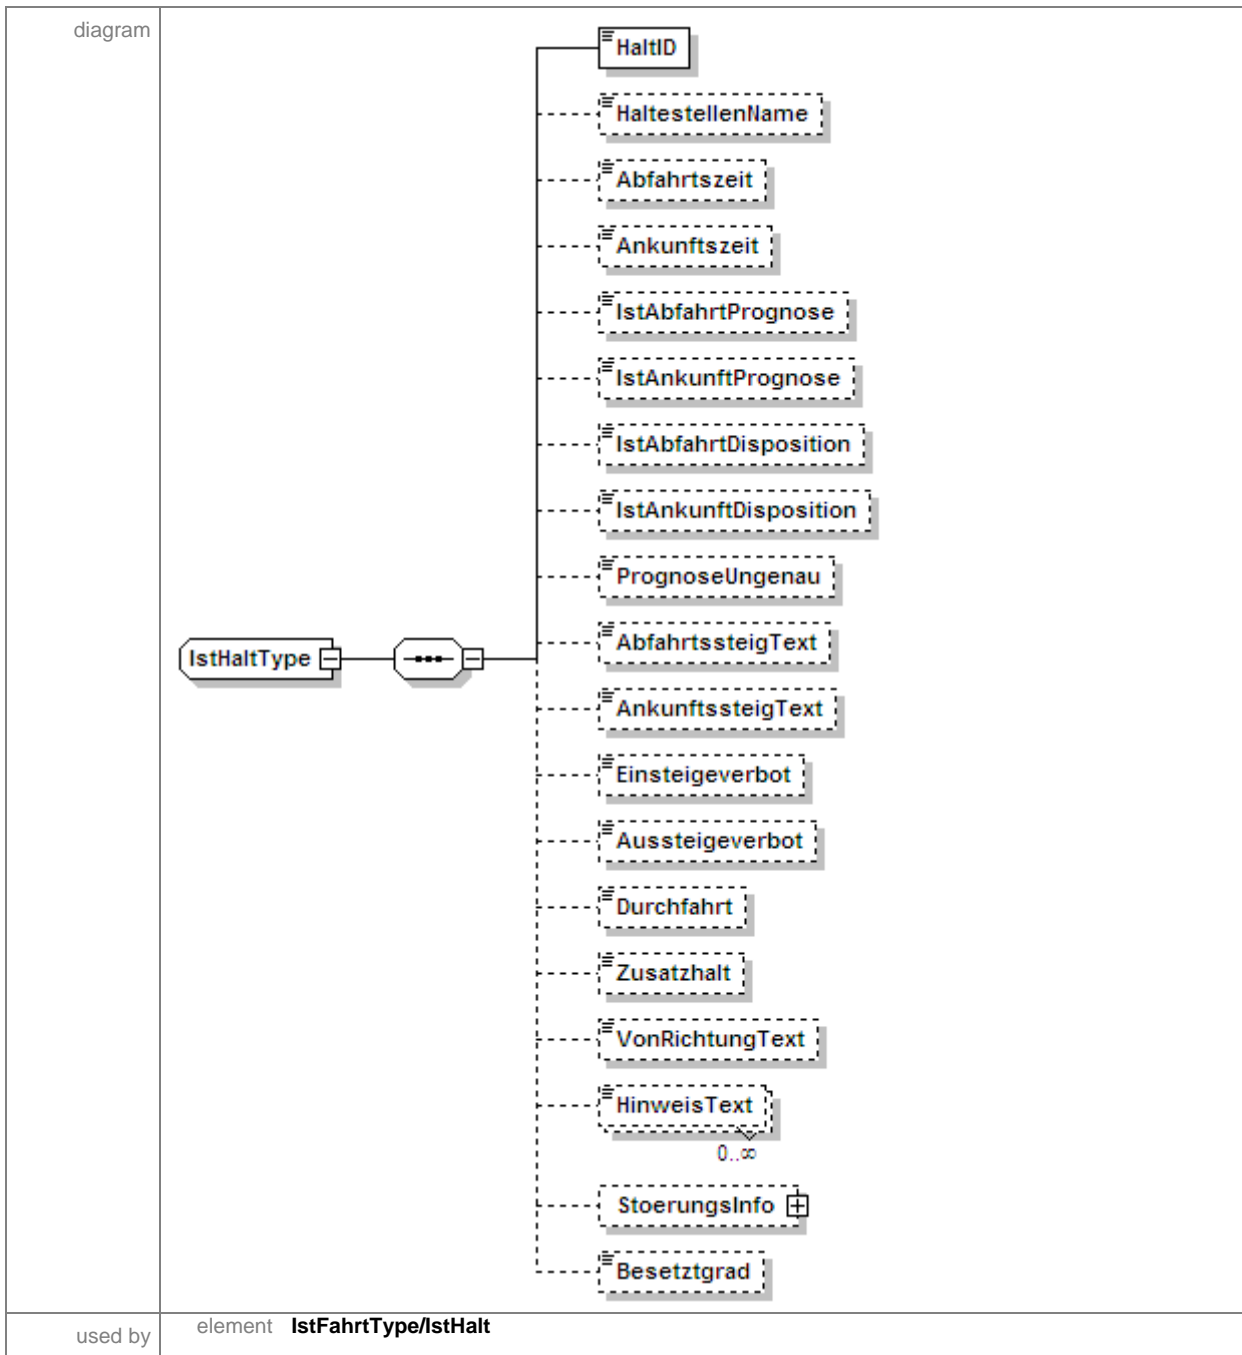 diagram
HaltID
HaltestellenName
Abfahrtszeit
Ankunftszeit
IstAbfahrtPrognose
IstAnkunftPrognose
IstAbfahrtDisposition
IstAnkunftDisposition
PrognoseUngenau
AbfahrtssteigText
IstHaltType
AnkunftssteigText
Einsteigeverbot
Aussteigeverbot
Durchfahrt
Zusatzhalt
VonRichtungText
HinweisText
0..∞
StoerungsInfo
Besetztgrad
used by element IstFahrtType/IstHalt